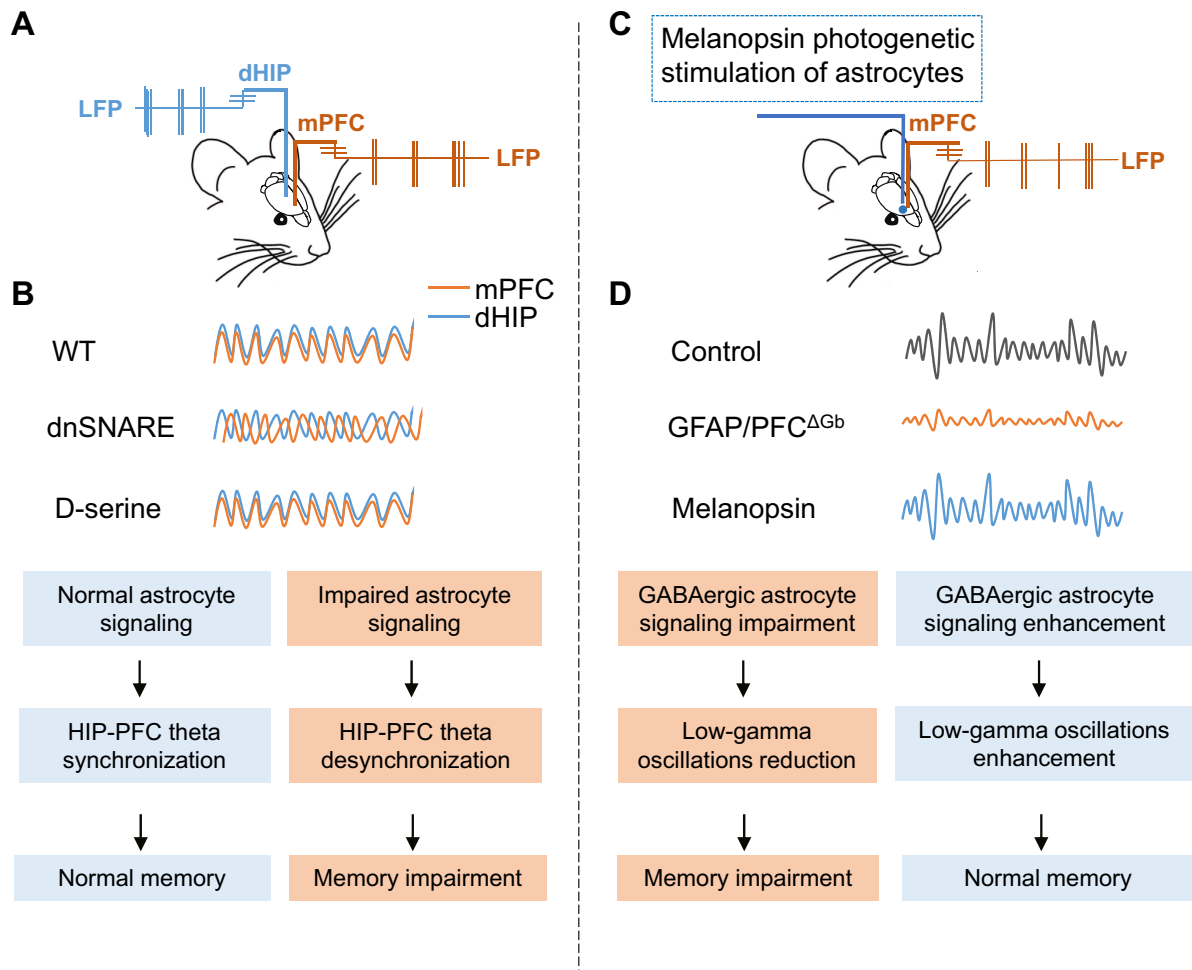 A
dHIP
LFP
mPFC
LFP
B
mPFC
dHIP
WT
dnSNARE
D-serine
Normal astrocyte
signaling
Impaired astrocyte
signaling
HIP-PFC theta
synchronization
HIP-PFC theta
desynchronization
Normal memory
Memory impairment
C
Melanopsin photogenetic
stimulation of astrocytes
mPFC
LFP
D
Control
GFAP/PFCΔGb
Melanopsin
GABAergic astrocyte
signaling impairment
GABAergic astrocyte
signaling enhancement
Low-gamma
oscillations reduction
Low-gamma oscillations
enhancement
Memory impairment
Normal memory